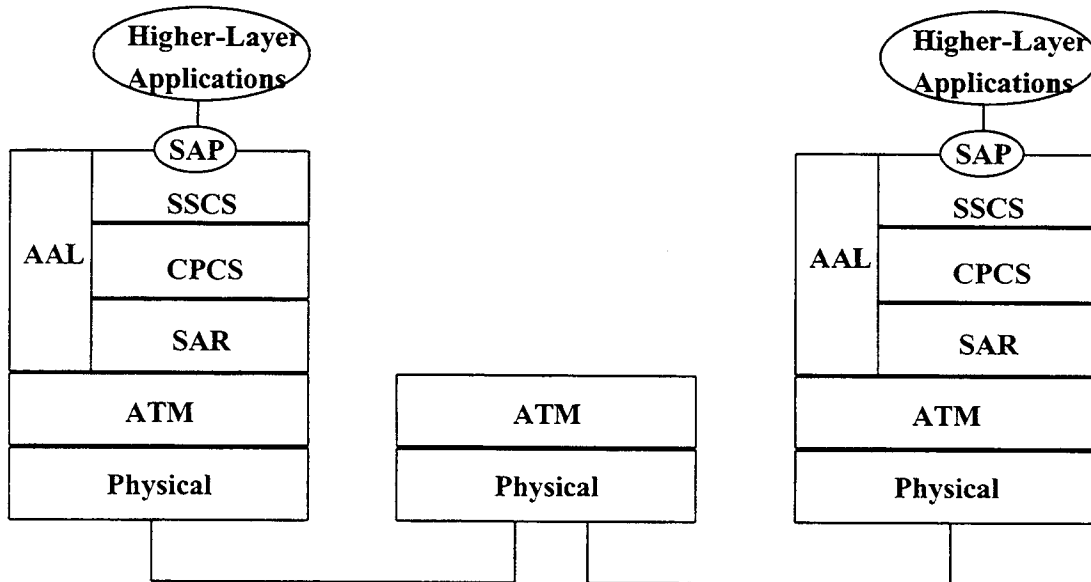 Higher-Layer
Applications
SAP
SSCS
AAL
CPCS
SAR
ATM
Physical
ATM
Physical
Higher-Layer
Applications
SAP
SSCS
AAL
CPCS
SAR
ATM
Physical